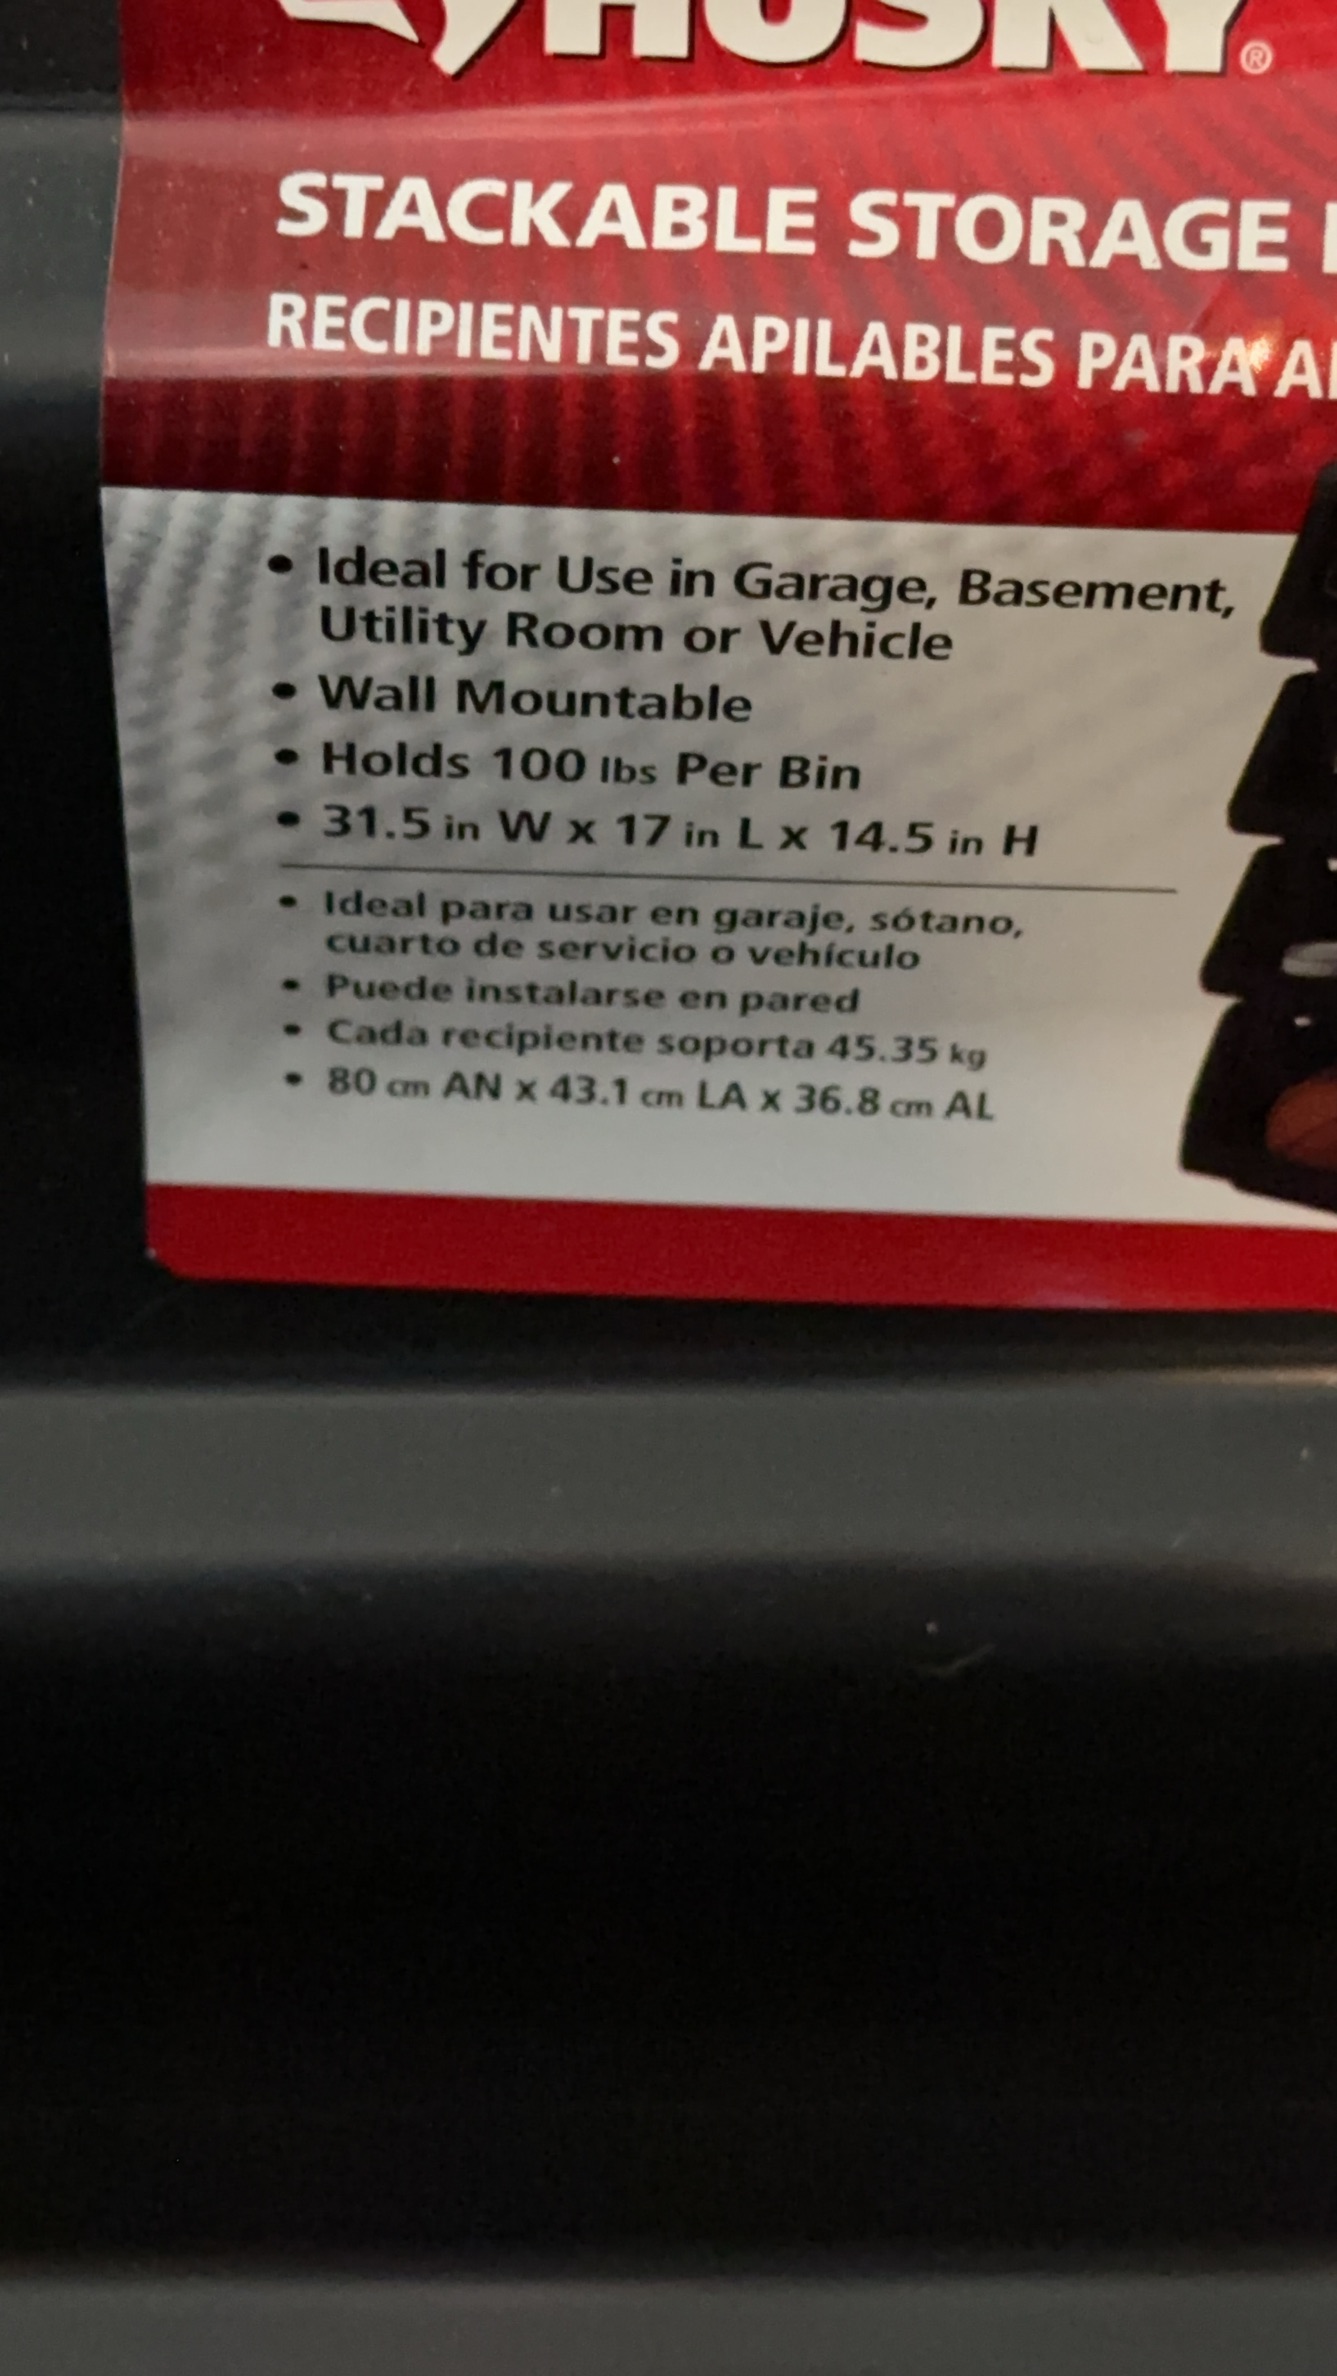 HUSKY®
STACKABLE STORAGE
RECIPIENTES APILABLES PARA
• Ideal for Use in Garage, Basement,
Utility Room or Vehicle
• Wall Mountable
• Holds 100 lbs Per Bin
• 31.5 in W x 17 in L x 14.5 in H
• Ideal para usar en garaje, sótano,
cuarto de servicio o vehículo
• Puede instalarse en pared
• Cada recipiente soporta 45.35 kg
• 80 cm AN x 43.1 cm LA x 36.8 cm AL